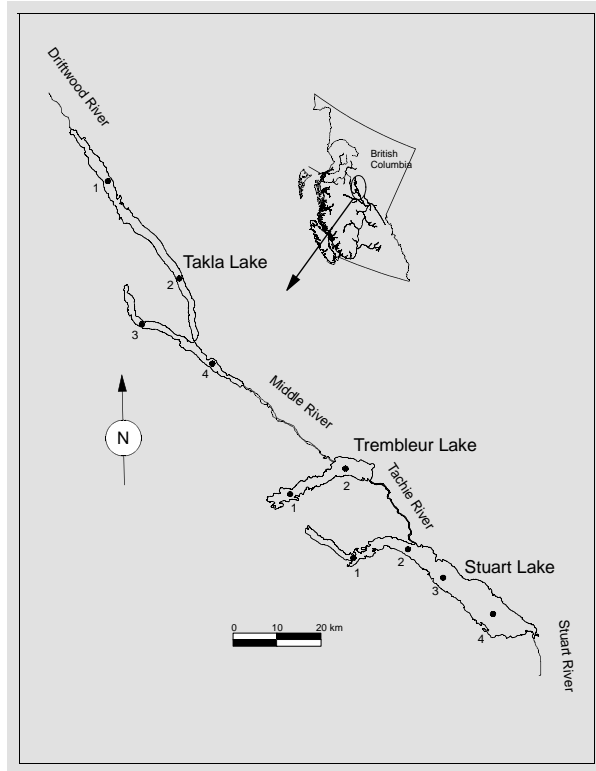 Driftwood River
British
Columbia
1
Takla Lake
2
3
4
Middle River
N
Trembleur Lake
2
1
Tachie River
2
1
Stuart Lake
3
4
0 10 20 km
Stuart River